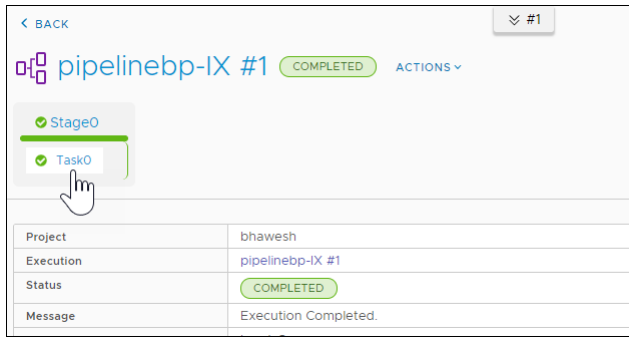 BACK
#1
pipelinebp-IX #1 COMPLETED ACTIONS
Stage0
Task0
Project bhawesh
Execution pipelinebp-IX #1
Status COMPLETED
Message Execution Completed.